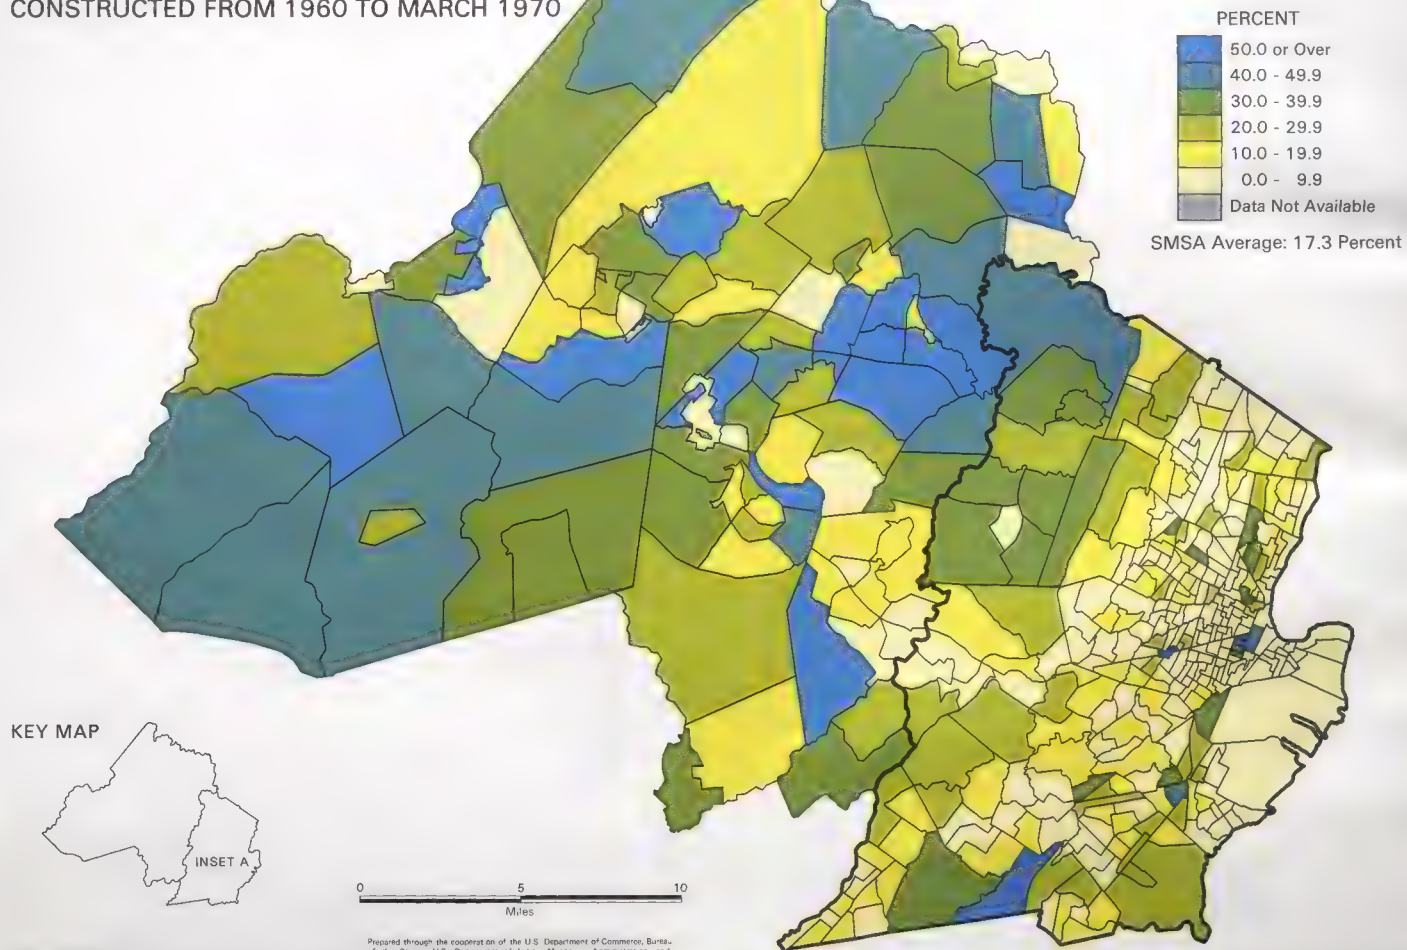 CONSTRUCTED FROM 1960 TO MARCH 1970
PERCENT
50.0 or Over
40.0 - 49.9
30.0 - 39.9
20.0 - 29.9
10.0 - 19.9
0.0 - 9.9
Data Not Available
SMSA Average: 17.3 Percent
KEY MAP
INSET A
0 5 10
Miles
Prepared through the cooperation of the U.S. Department of Commerce, Bureau